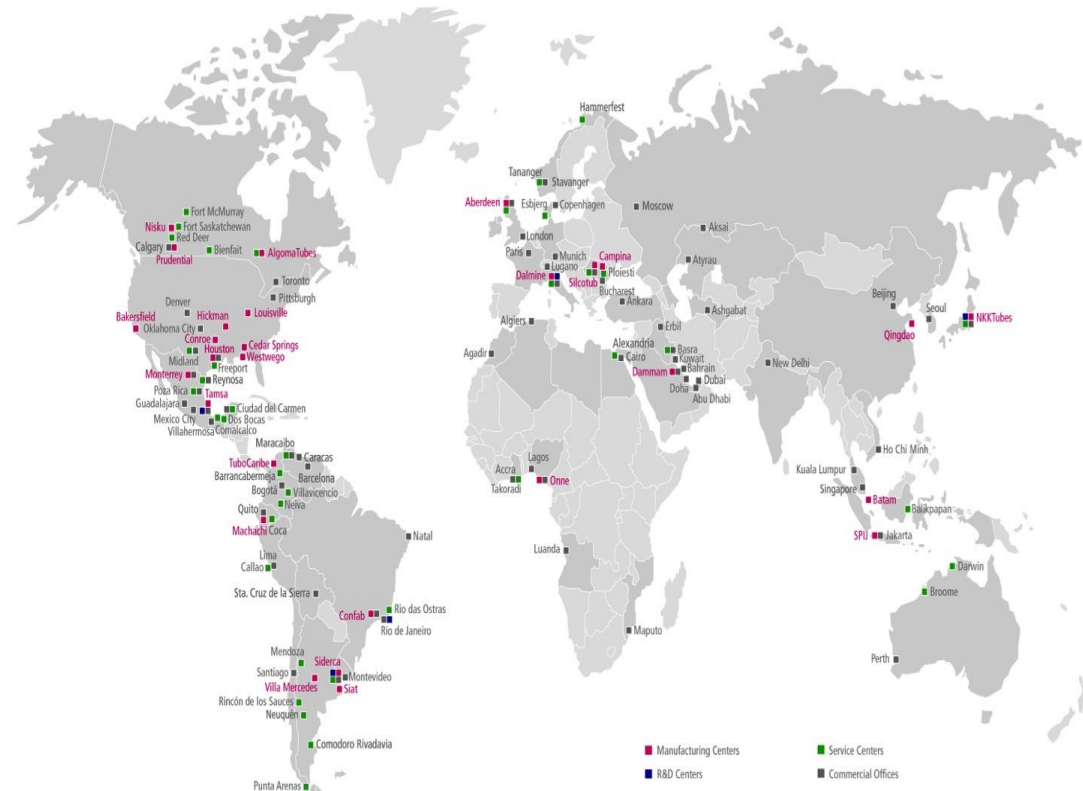 Hammerfest
Tananger
Stavanger
Aberdeen
Esbjerg
Copenhagen
Moscow
Fort McMurray
Nisku
Fort Saskatchewan
Red Deer
Calgary
Bienfait
AlgomaTubes
Prudential
London
Aksai
Paris
Munich
Campina
Lugano
Atyrau
Dalmine
Ploiesti
Silcotub
Bucharest
Toronto
Pittsburgh
Denver
Ankara
Beijing
Seoul
Bakersfield
Hickman
Louisville
Oklahoma City
Ashgabat
NKKTubes
Algiers
Erbil
Qingdao
Conroe
Cedar Springs
Houston
Westwego
Midland
Freeport
Alexandria
Basra
Agadir
Cairo
Kuwait
New Delhi
Monterrey
Reynosa
Dammam
Bahrain
Dubai
Doha
Abu Dhabi
Poza Rica
Tamsa
Guadalajara
Ciudad del Carmen
Mexico City
Dos Bocas
Villahermosa
Comalcalco
Maracaibo
Caracas
Ho Chi Minh
TuboCaribe
Lagos
Barrancabermeja
Barcelona
Accra
Kuala Lumpur
Bogotá
Villavicencio
Takoradi
Onne
Singapore
Neiva
Batam
Quito
Balikpapan
Machachi
Coca
Natal
SPIJ
Jakarta
Luanda
Lima
Callao
Darwin
Sta. Cruz de la Sierra
Broome
Confab
Rio das Ostras
Rio de Janeiro
Maputo
Mendoza
Siderca
Perth
Santiago
Montevideo
Villa Mercedes
Siat
Rincón de los Sauces
Neuquén
Comodoro Rivadavia
Manufacturing Centers
Service Centers
R&D Centers
Commercial Offices
Punta Arenas